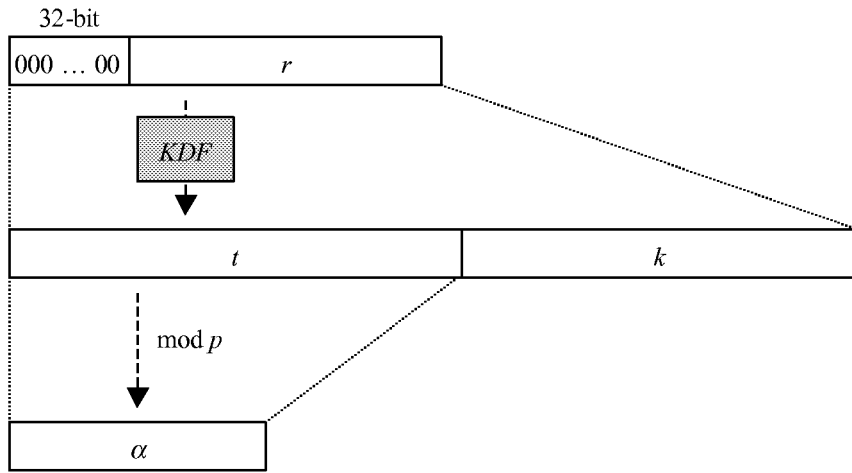 32-bit
000 … 00 r
KDF
t k
mod p
α